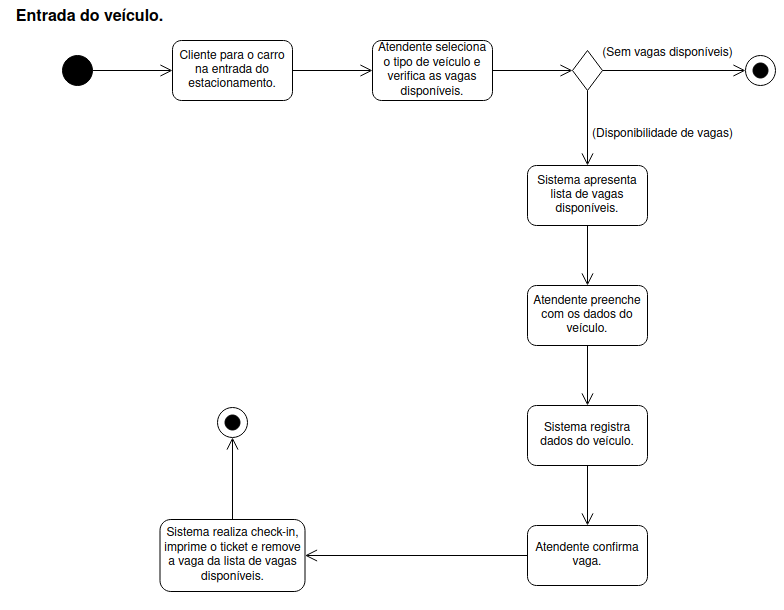 Entrada do veículo.
Cliente para o carro
na entrada do
estacionamento.
Atendente seleciona
o tipo de veículo e
verifica as vagas
disponíveis.
(Sem vagas disponíveis)
(Disponibilidade de vagas)
Sistema apresenta
lista de vagas
disponíveis.
Atendente preenche
com os dados do
veículo.
Sistema registra
dados do veículo.
Atendente confirma
vaga.
Sistema realiza check-in,
imprime o ticket e remove
a vaga da lista de vagas
disponíveis.